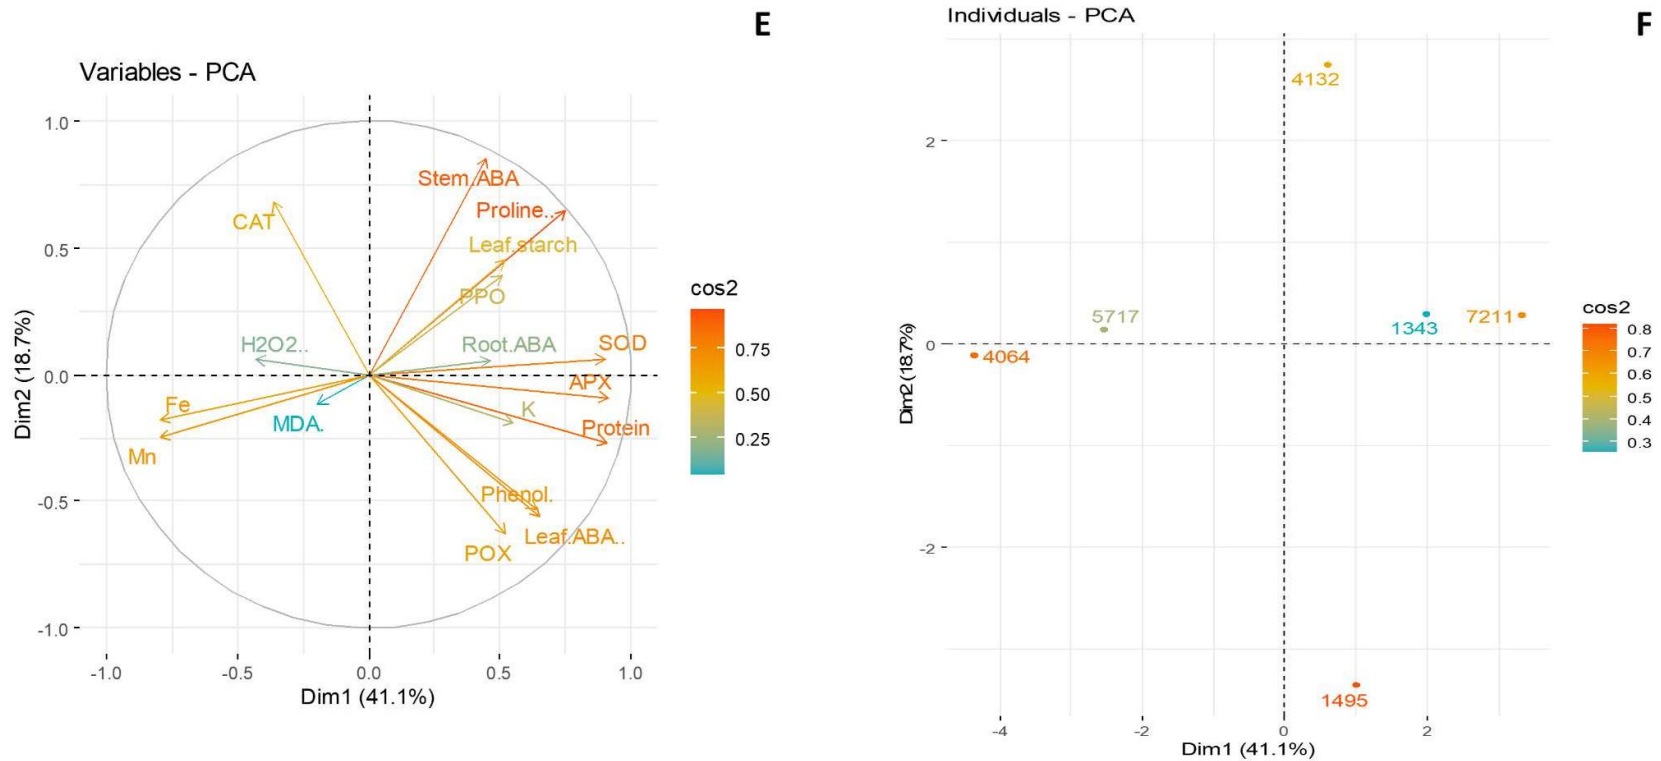 E
Variables - PCA
1.0
0.5
0.0
-0.5
-1.0
Dim2 (18.7%)
Stem.ABA
CAT
Proline..
Leaf.starch
PPO
H2O2..
Root.ABA
SOD
APX
Fe
K
MDA.
Protein
Mn
Phenol.
Leaf.ABA..
POX
-1.0
-0.5
0.0
0.5
1.0
Dim1 (41.1%)
cos2
0.75
0.50
0.25
F
Individuals - PCA
2
0
-2
Dim2 (18.7%)
4132
5717
1343
7211
4064
1495
-4
-2
0
2
Dim1 (41.1%)
cos2
0.8
0.7
0.6
0.5
0.4
0.3